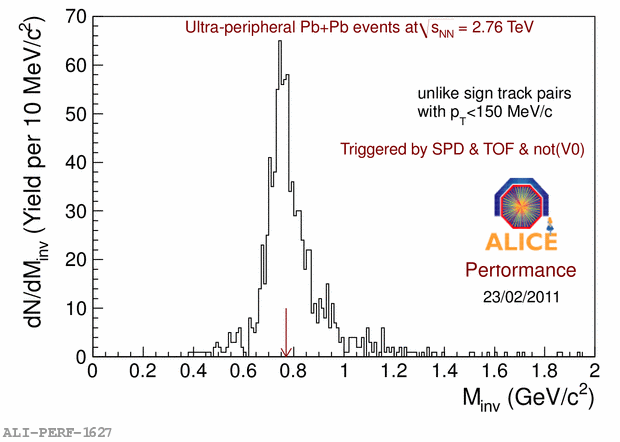 Ultra-peripheral Pb+Pb events at √sNN = 2.76 TeV
unlike sign track pairs
with pT<150 MeV/c
Triggered by SPD & TOF & not(V0)
ALICE
Performance
23/02/2011
dN/dMinv (Yield per 10 MeV/c²)
70
60
50
40
30
20
10
0
0 0.2 0.4 0.6 0.8 1 1.2 1.4 1.6 1.8 2
Minv (GeV/c²)
ALI-PERF-1627